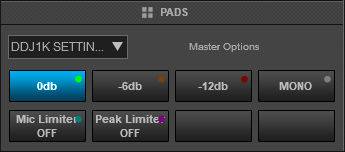 PADS
DDJ1K SETTIN...
Master Options
0db
-6db
-12db
MONO
Mic Limiter
OFF
Peak Limiter
OFF